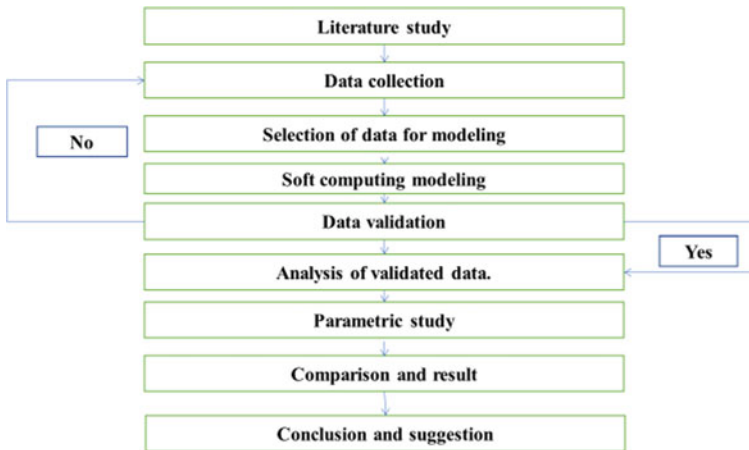 Literature study
Data collection
No
Selection of data for modeling
Soft computing modeling
Data validation
Yes
Analysis of validated data.
Parametric study
Comparison and result
Conclusion and suggestion